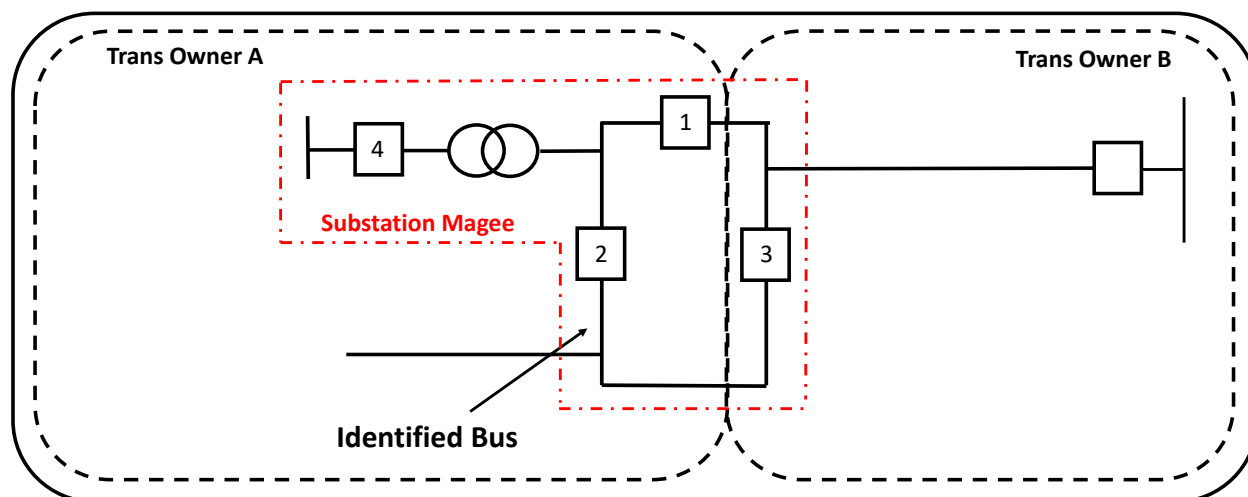 Trans Owner A
Trans Owner B
1
4
Substation Magee
2
3
Identified Bus